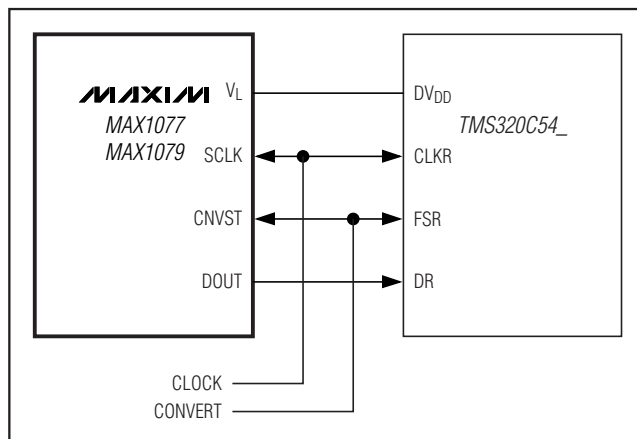 MAXIM
MAX1077
MAX1079
VL
SCLK
CNVST
DOUT
DVDD
TMS320C54_
CLKR
FSR
DR
CLOCK
CONVERT